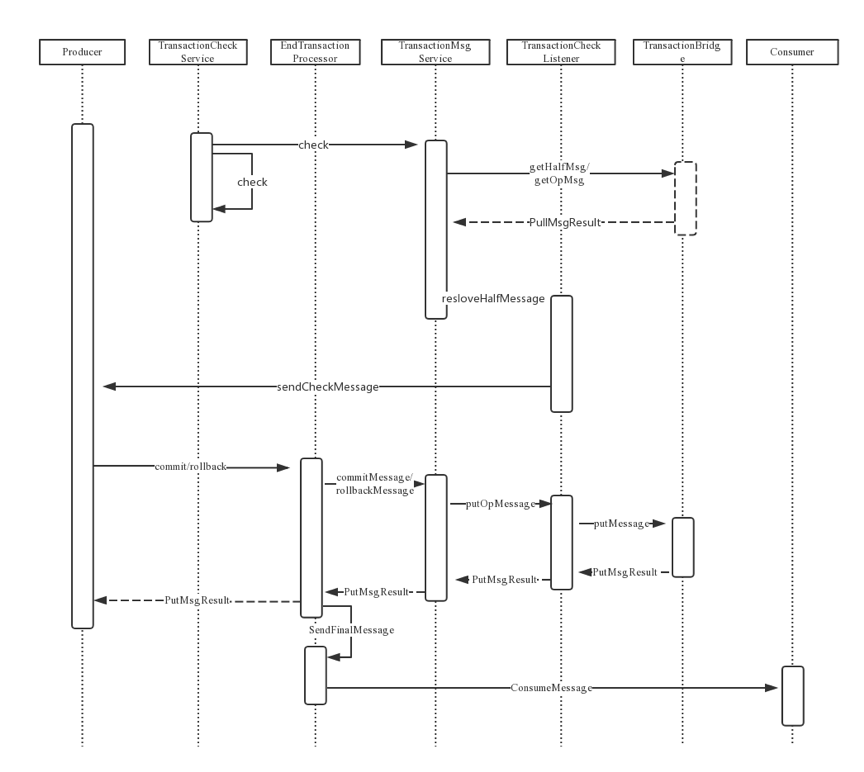 Producer
TransactionCheck
Service
EndTransaction
Processor
TransactionMsg
Service
TransactionCheck
Listener
TransactionBridg
e
Consumer
check
check
getHalfMsg/
getOpMsg
PullMsgResult
resloveHalfMessage
sendCheckMessage
commit/rollback
commitMessage/
rollbackMessage
putOpMessage
putMessage
PutMsgResult
PutMsgResult
PutMsgResult
PutMsgResult
SendFinalMessage
ConsumeMessage